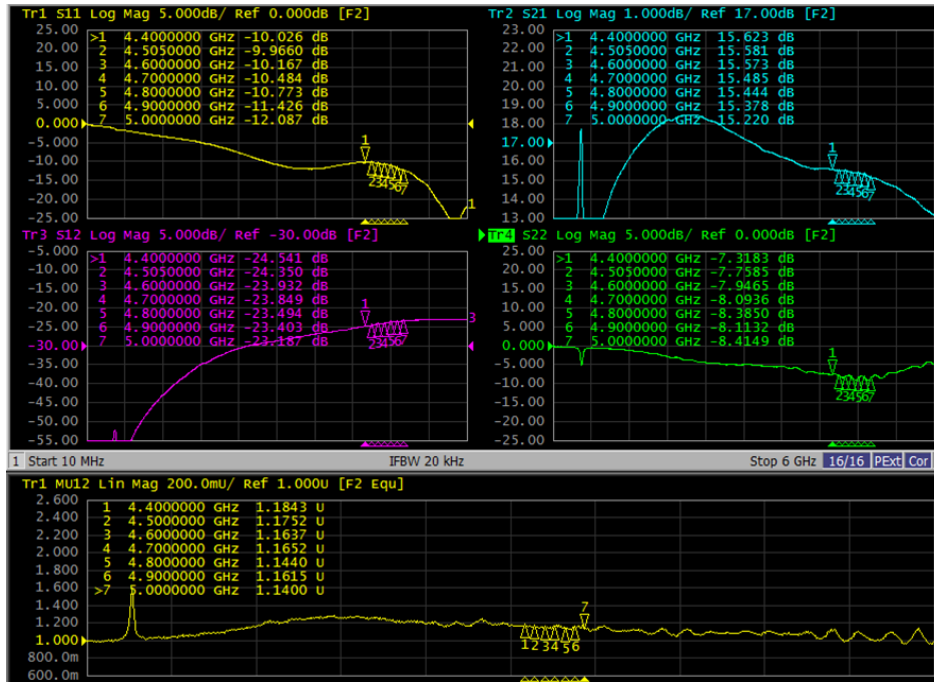 Tr1 S11 Log Mag 5.000dB/ Ref 0.000dB [F2]
25.00
20.00
15.00
10.00
5.000
0.000
-5.000
-10.00
-15.00
-20.00
-25.00
>1 4.4000000 GHz -10.026 dB
2 4.5050000 GHz -9.9660 dB
3 4.6000000 GHz -10.167 dB
4 4.7000000 GHz -10.484 dB
5 4.8000000 GHz -10.773 dB
6 4.9000000 GHz -11.426 dB
7 5.0000000 GHz -12.087 dB
1
234567
1
Tr2 S21 Log Mag 1.000dB/ Ref 17.00dB [F2]
23.00
22.00
21.00
20.00
19.00
18.00
17.00
16.00
15.00
14.00
13.00
>1 4.4000000 GHz 15.623 dB
2 4.5050000 GHz 15.581 dB
3 4.6000000 GHz 15.573 dB
4 4.7000000 GHz 15.485 dB
5 4.8000000 GHz 15.444 dB
6 4.9000000 GHz 15.378 dB
7 5.0000000 GHz 15.220 dB
1
234567
Tr3 S12 Log Mag 5.000dB/ Ref -30.00dB [F2]
-5.000
-10.00
-15.00
-20.00
-25.00
-30.00
-35.00
-40.00
-45.00
-50.00
-55.00
>1 4.4000000 GHz -24.541 dB
2 4.5050000 GHz -24.350 dB
3 4.6000000 GHz -23.932 dB
4 4.7000000 GHz -23.849 dB
5 4.8000000 GHz -23.494 dB
6 4.9000000 GHz -23.403 dB
7 5.0000000 GHz -23.187 dB
1
234567
3
Tr4 S22 Log Mag 5.000dB/ Ref 0.000dB [F2]
25.00
20.00
15.00
10.00
5.000
0.000
-5.000
-10.00
-15.00
-20.00
-25.00
>1 4.4000000 GHz -7.3183 dB
2 4.5050000 GHz -7.7585 dB
3 4.6000000 GHz -7.9465 dB
4 4.7000000 GHz -8.0936 dB
5 4.8000000 GHz -8.3850 dB
6 4.9000000 GHz -8.1132 dB
7 5.0000000 GHz -8.4149 dB
1
234567
1 Start 10 MHz IFBW 20 kHz Stop 6 GHz 16/16 PExt Cor
Tr1 MU12 Lin Mag 200.0mU/ Ref 1.000U [F2 Equ]
2.600
2.400
2.200
2.000
1.800
1.600
1.400
1.200
1.000
800.0m
600.0m
1 4.4000000 GHz 1.1843 U
2 4.5000000 GHz 1.1752 U
3 4.6000000 GHz 1.1637 U
4 4.7000000 GHz 1.1652 U
5 4.8000000 GHz 1.1440 U
6 4.9000000 GHz 1.1615 U
>7 5.0000000 GHz 1.1400 U
7
1234 56